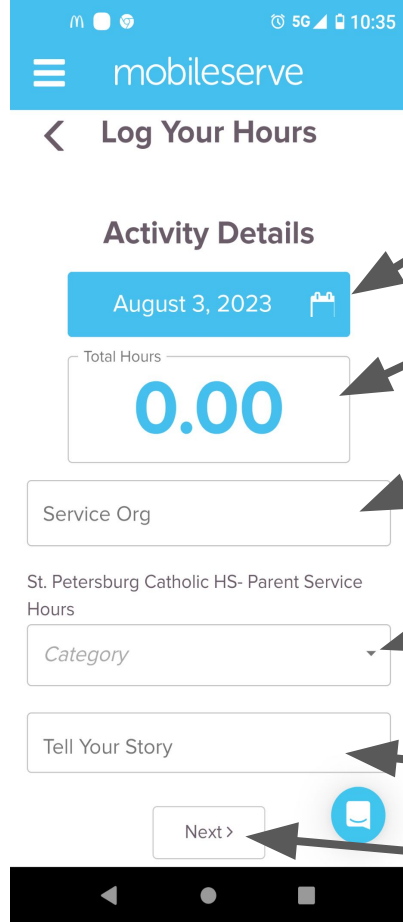 5G 10:35
mobileserve
Log Your Hours
Activity Details
August 3, 2023
Total Hours
0.00
Service Org
St. Petersburg Catholic HS- Parent Service
Hours
Category
Tell Your Story
Next >